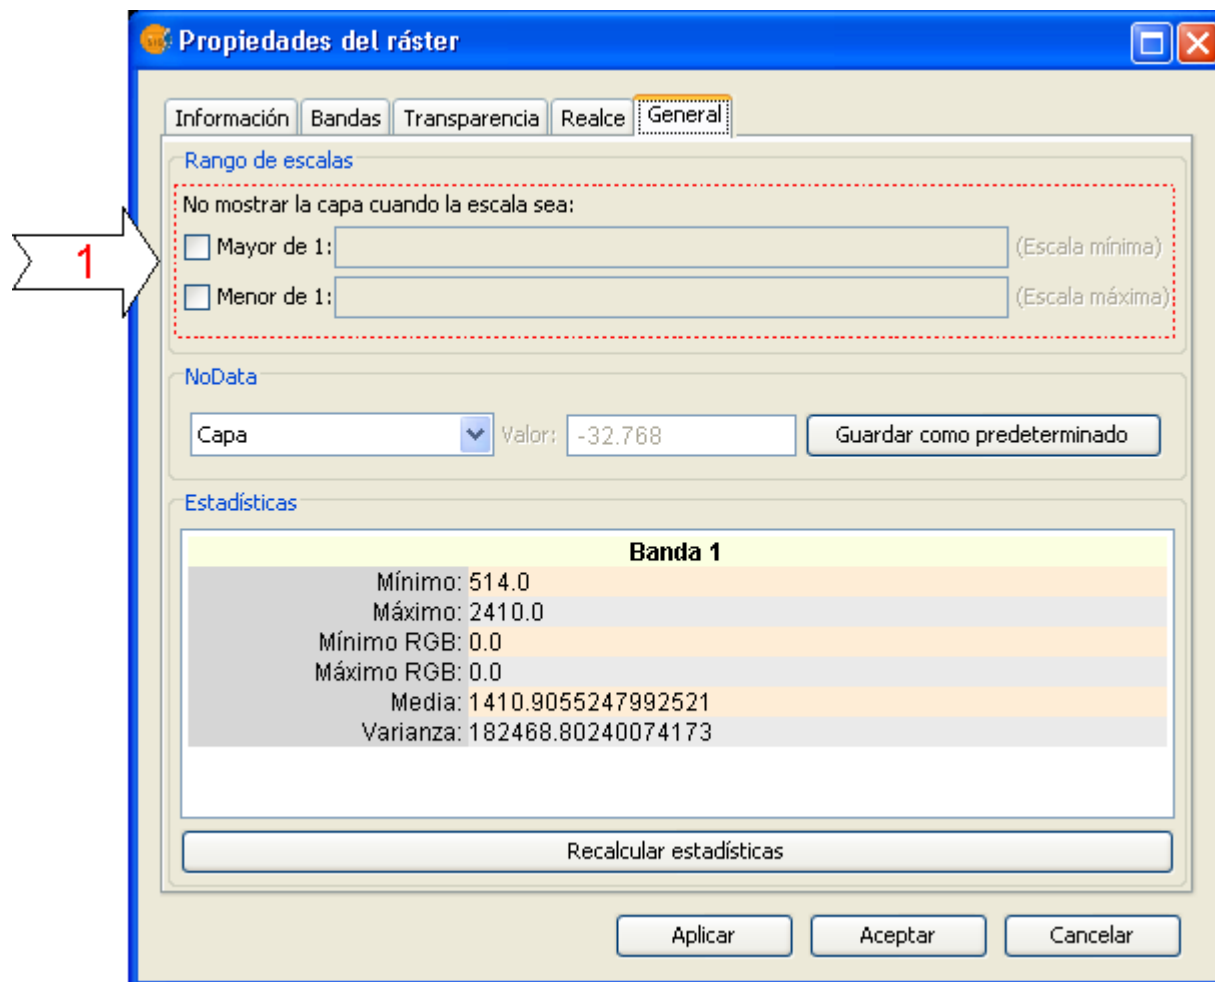 Propiedades del ráster
Información Bandas Transparencia Realce General
Rango de escalas
No mostrar la capa cuando la escala sea:
1
Mayor de 1: (Escala mínima)
Menor de 1: (Escala máxima)
NoData
Capa Valor: -32.768 Guardar como predeterminado
Estadísticas
Banda 1
Mínimo: 514.0
Máximo: 2410.0
Mínimo RGB: 0.0
Máximo RGB: 0.0
Media: 1410.9055247992521
Varianza: 182468.80240074173
Recalcular estadísticas
Aplicar Aceptar Cancelar